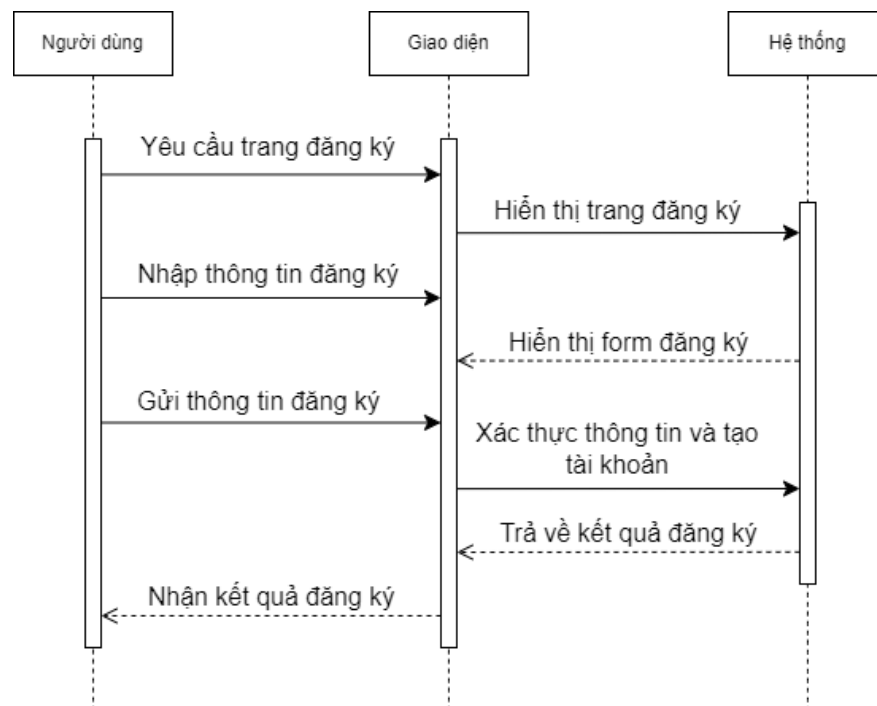 Người dùng
Giao diện
Hệ thống
Yêu cầu trang đăng ký
Hiển thị trang đăng ký
Nhập thông tin đăng ký
Hiển thị form đăng ký
Gửi thông tin đăng ký
Xác thực thông tin và tạo
tài khoản
Trả về kết quả đăng ký
Nhận kết quả đăng ký